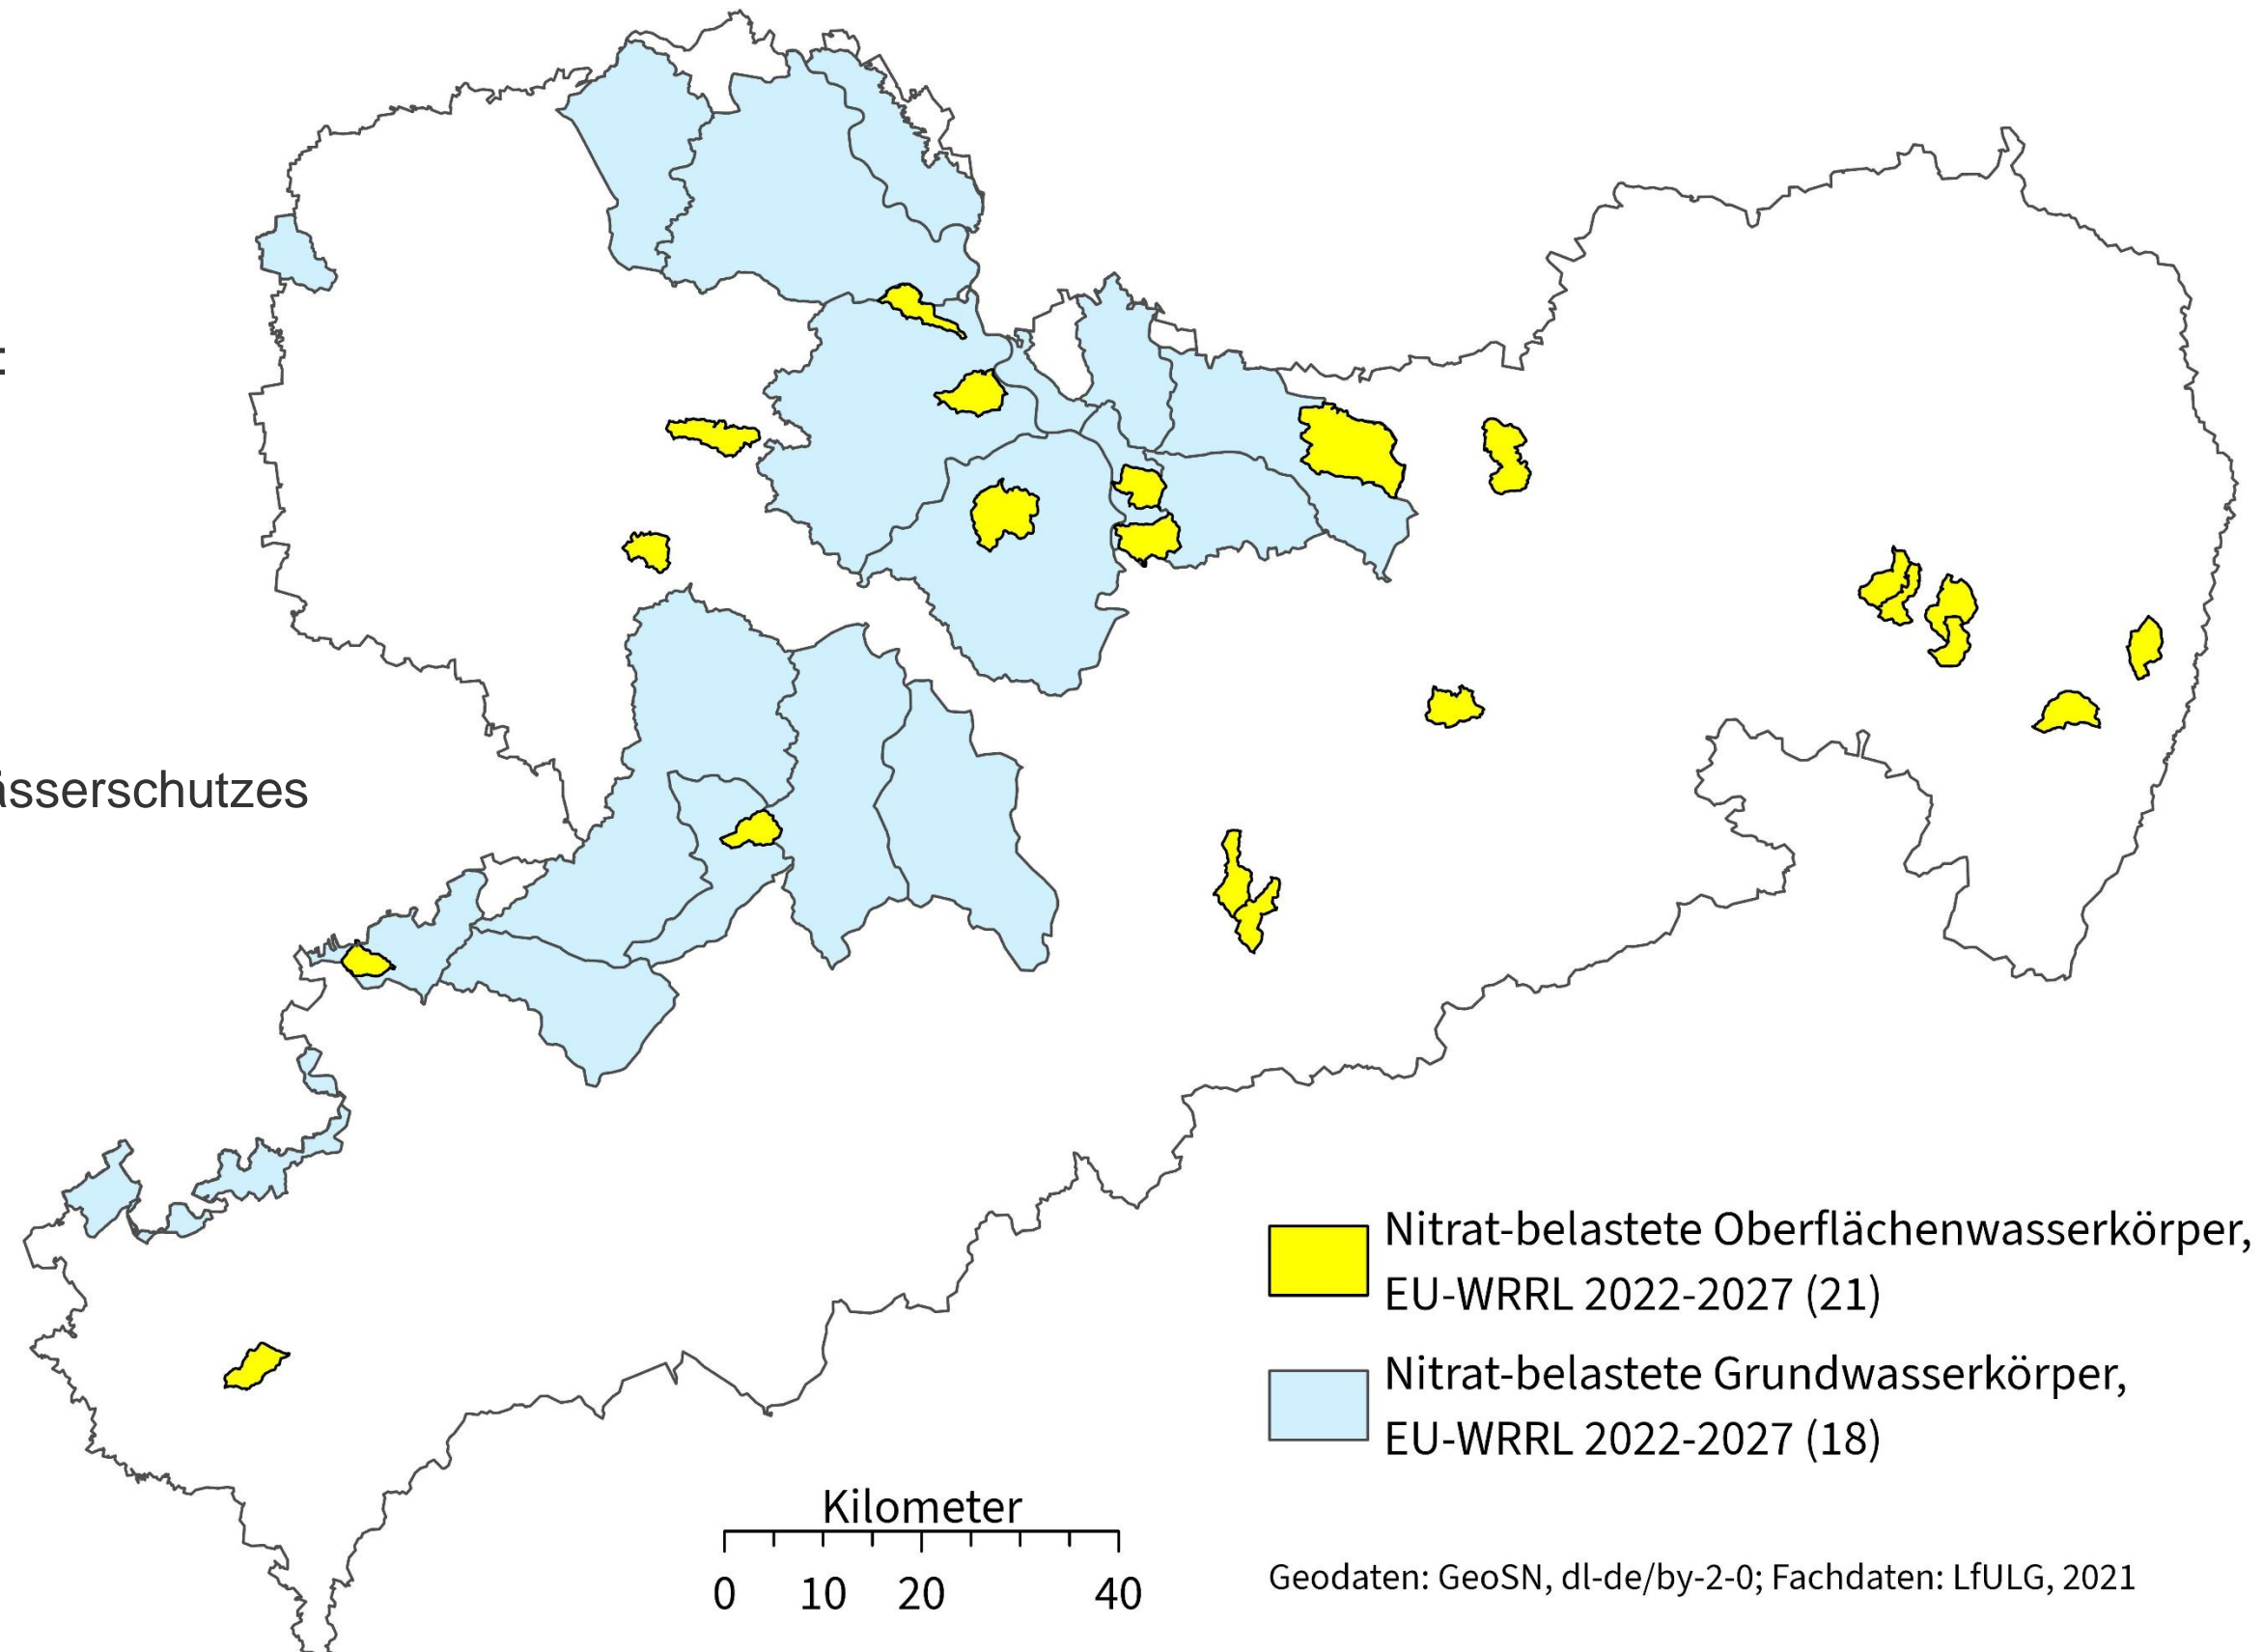 ässerschutzes
Nitrat-belastete Oberflächenwasserkörper,
EU-WRRL 2022-2027 (21)
Nitrat-belastete Grundwasserkörper,
EU-WRRL 2022-2027 (18)
Kilometer
0 10 20 40
Geodaten: GeoSN, dl-de/by-2-0; Fachdaten: LfULG, 2021